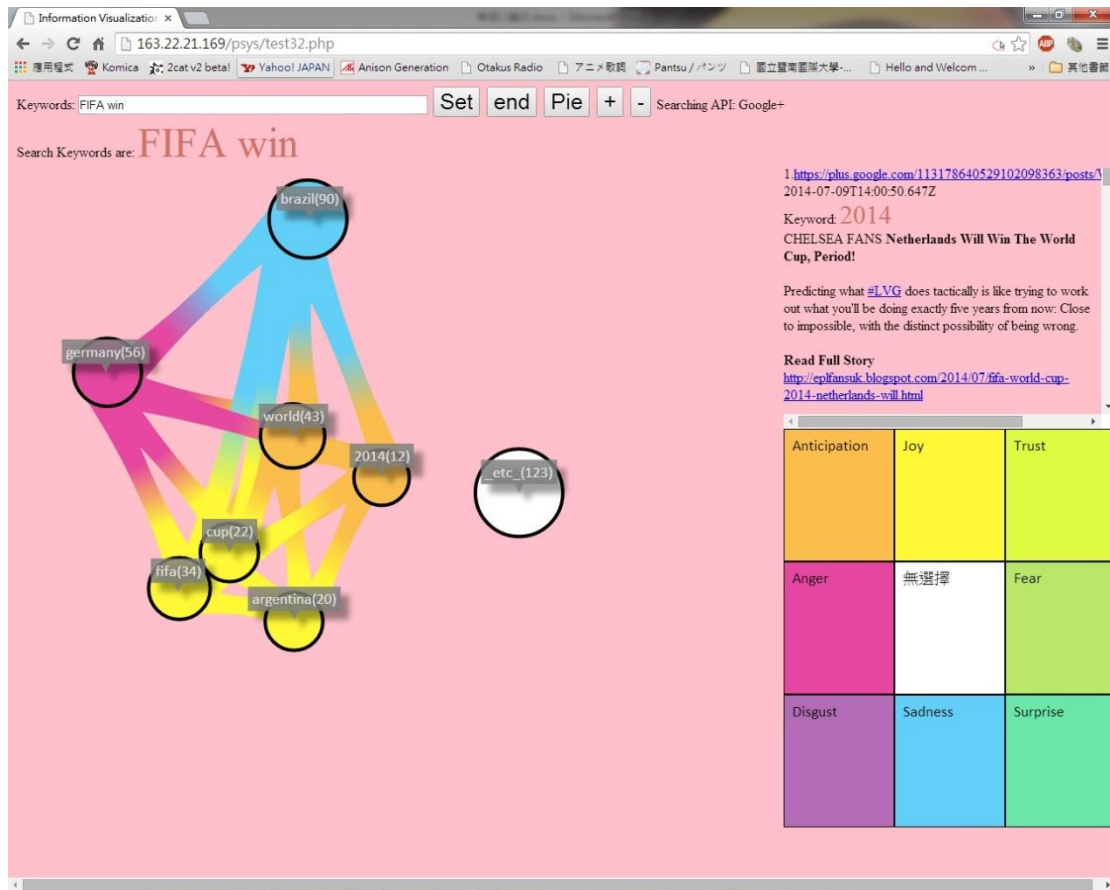 Information Visualization
163.22.21.169/psys/test32.php
應用程式
Komica
2cat v2 beta!
Yahoo! JAPAN
Anison Generation
Otakus Radio
アニメ歌詞
Pantsu / パンツ
國立暨南國際大學-...
Hello and Welcom ...
»
其他書籤
Keywords: FIFA win Set end Pie + - Searching API: Google+
Search Keywords are: FIFA win
brazil(90)
germany(56)
world(43)
2014(12)
_etc_(123)
cup(22)
fifa(34)
argentina(20)
1.https://plus.google.com/113178640529102098363/posts/
2014-07-09T14:00:50.647Z
Keyword: 2014
CHELSEA FANS Netherlands Will Win The World
Cup, Period!
Predicting what #LVG does tactically is like trying to work
out what you'll be doing exactly five years from now: Close
to impossible, with the distinct possibility of being wrong.
Read Full Story
http://eplfansuk.blogspot.com/2014/07/fifa-world-cup-
2014-netherlands-will.html
Anticipation
Joy
Trust
Anger
無選擇
Fear
Disgust
Sadness
Surprise